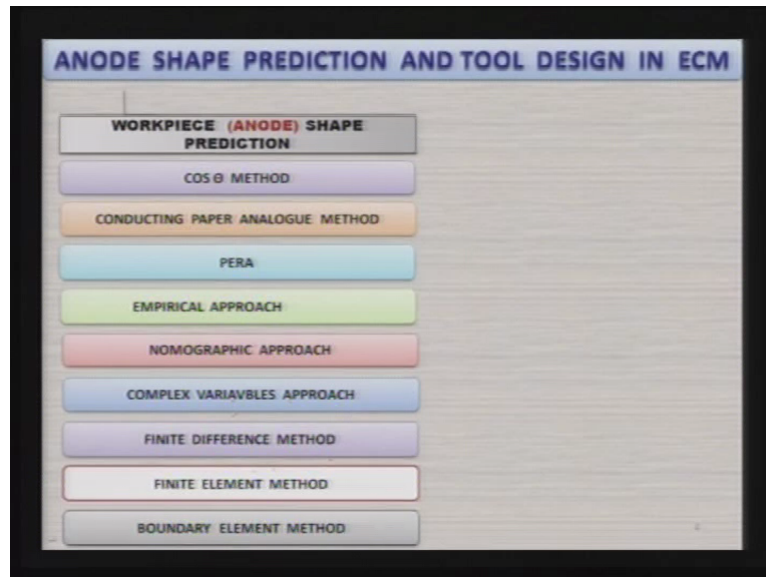 ANODE SHAPE PREDICTION AND TOOL DESIGN IN ECM
WORKPIECE (ANODE) SHAPE
PREDICTION
COS Θ METHOD
CONDUCTING PAPER ANALOGUE METHOD
PERA
EMPIRICAL APPROACH
NOMOGRAPHIC APPROACH
COMPLEX VARIAVBLES APPROACH
FINITE DIFFERENCE METHOD
FINITE ELEMENT METHOD
BOUNDARY ELEMENT METHOD